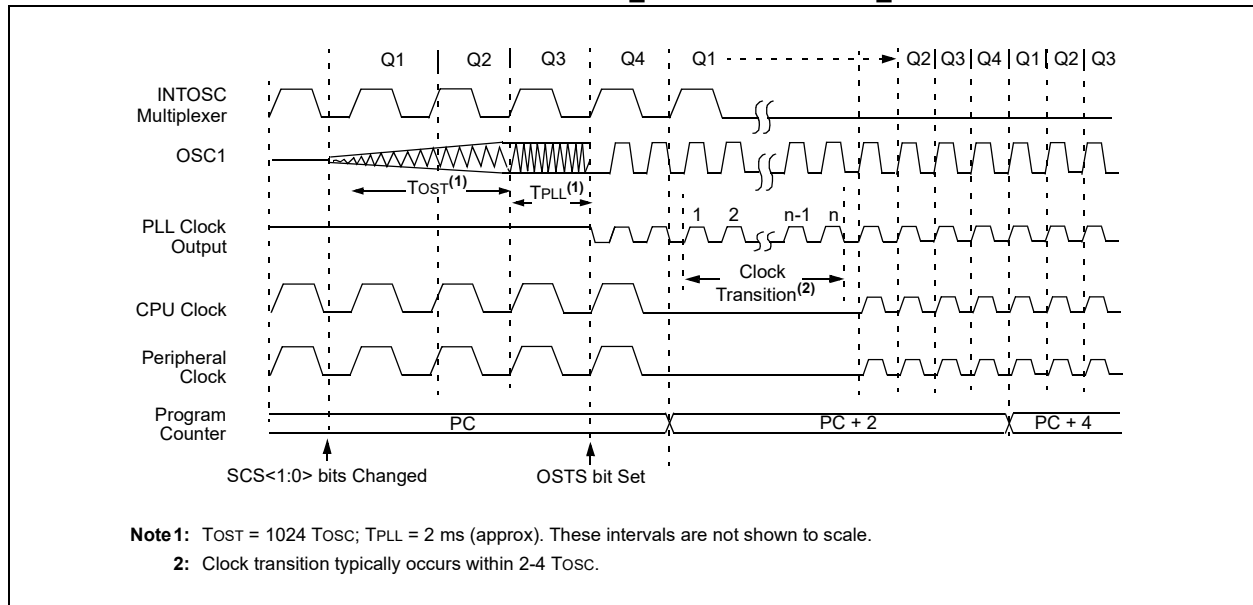 Q1 Q2 Q3 Q4 Q1 Q2 Q3 Q4 Q1 Q2 Q3
INTOSC
Multiplexer
OSC1
TOST(1) TPLL(1)
1 2 n-1 n
PLL Clock
Output
Clock
Transition(2)
CPU Clock
Peripheral
Clock
Program
Counter
PC PC + 2 PC + 4
SCS<1:0> bits Changed OSTS bit Set
Note 1: TOST = 1024 TOSC; TPLL = 2 ms (approx). These intervals are not shown to scale.
2: Clock transition typically occurs within 2-4 TOSC.